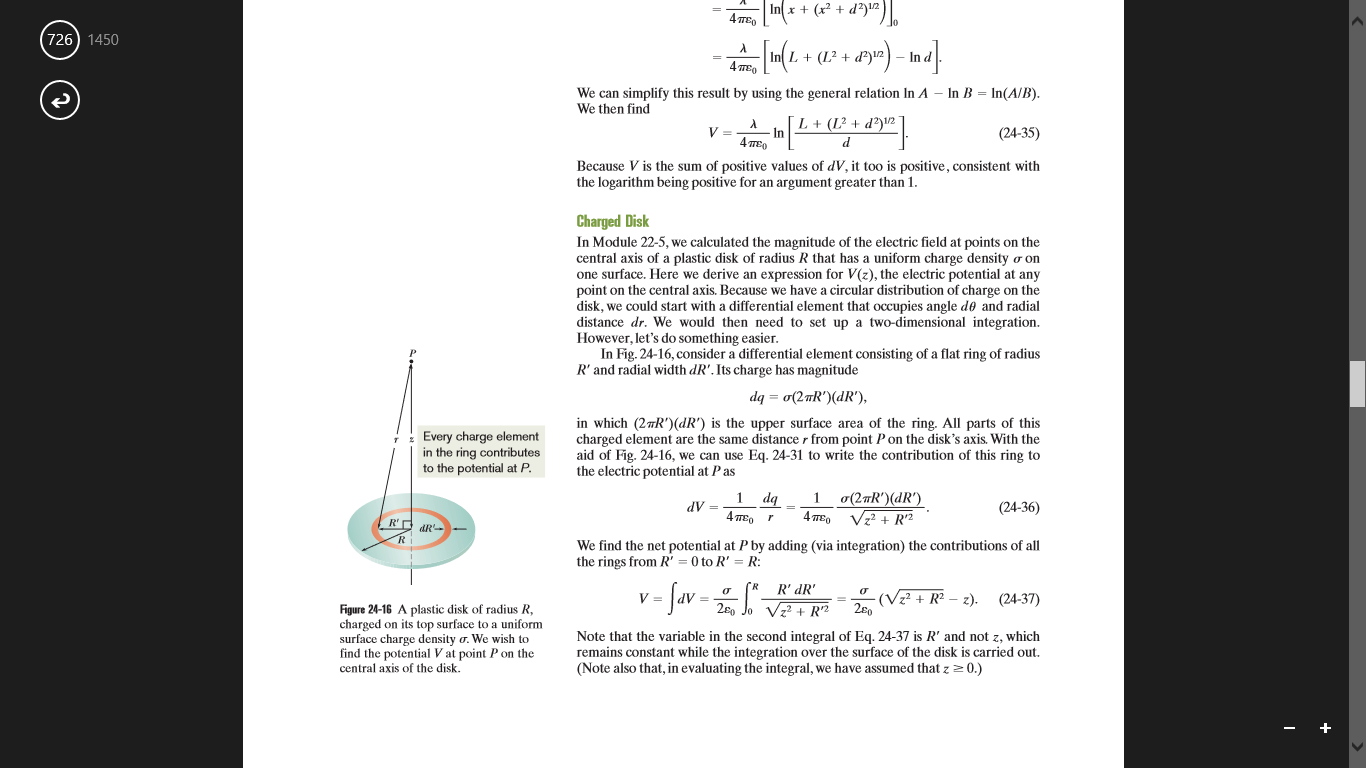 726 1450
= λ/4πε₀ [ln(x + (x² + d²)^1/2)]₀
= λ/4πε₀ [ln(L + (L² + d²)^1/2) − ln d].
We can simplify this result by using the general relation ln A − ln B = ln(A/B).
We then find
V = λ/4πε₀ ln [L + (L² + d²)^1/2 / d]. (24-35)
Because V is the sum of positive values of dV, it too is positive, consistent with
the logarithm being positive for an argument greater than 1.
Charged Disk
In Module 22-5, we calculated the magnitude of the electric field at points on the
central axis of a plastic disk of radius R that has a uniform charge density σ on
one surface. Here we derive an expression for V(z), the electric potential at any
point on the central axis. Because we have a circular distribution of charge on the
disk, we could start with a differential element that occupies angle dθ and radial
distance dr. We would then need to set up a two-dimensional integration.
However, let's do something easier.
In Fig. 24-16, consider a differential element consisting of a flat ring of radius
R′ and radial width dR′. Its charge has magnitude
dq = σ(2πR′)(dR′),
in which (2πR′)(dR′) is the upper surface area of the ring. All parts of this
charged element are the same distance r from point P on the disk's axis. With the
aid of Fig. 24-16, we can use Eq. 24-31 to write the contribution of this ring to
the electric potential at P as
dV = 1/4πε₀ dq/r = 1/4πε₀ σ(2πR′)(dR′)/√(z² + R′²). (24-36)
We find the net potential at P by adding (via integration) the contributions of all
the rings from R′ = 0 to R′ = R:
V = ∫dV = σ/2ε₀ ∫₀^R R′ dR′/√(z² + R′²) = σ/2ε₀ (√(z² + R²) − z). (24-37)
Note that the variable in the second integral of Eq. 24-37 is R′ and not z, which
remains constant while the integration over the surface of the disk is carried out.
(Note also that, in evaluating the integral, we have assumed that z ≥ 0.)
P
r z
Every charge element
in the ring contributes
to the potential at P.
R′ dR′
R
Figure 24-16 A plastic disk of radius R,
charged on its top surface to a uniform
surface charge density σ. We wish to
find the potential V at point P on the
central axis of the disk.